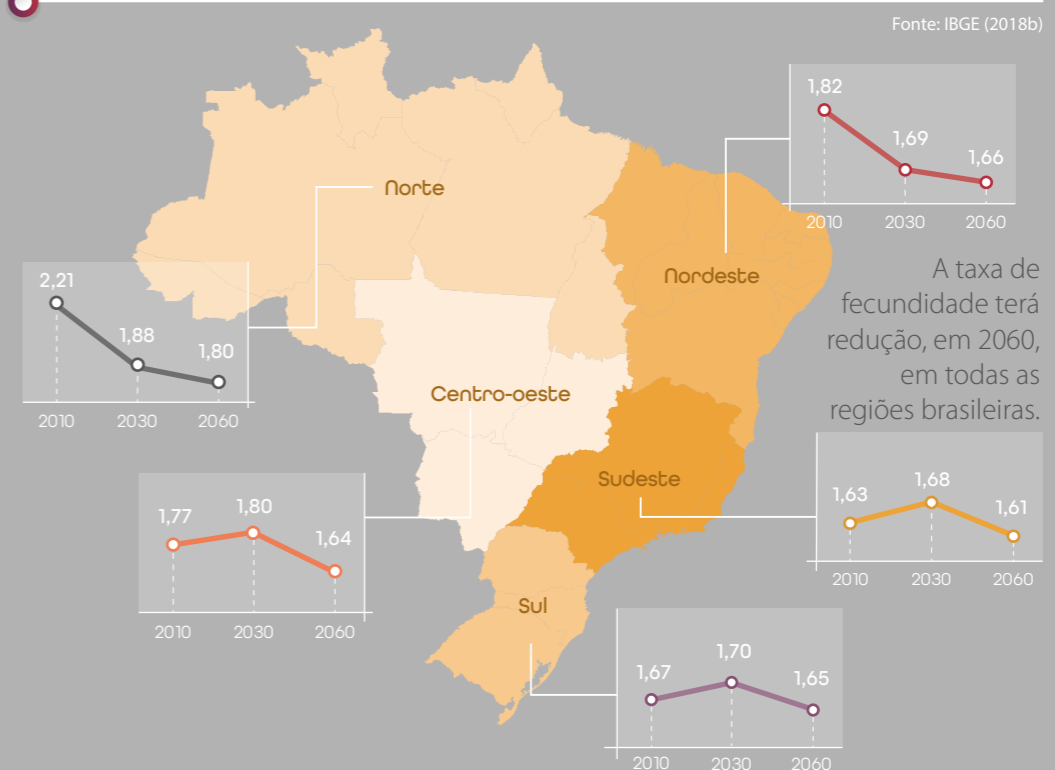 Fonte: IBGE (2018b)
1,82
1,69
1,66
2010 2030 2060
Norte
Nordeste
A taxa de
fecundidade terá
redução, em 2060,
em todas as
regiões brasileiras.
2,21
1,88
1,80
2010 2030 2060
Centro-oeste
Sudeste
1,77
1,80
1,64
2010 2030 2060
1,63
1,68
1,61
2010 2030 2060
Sul
1,67
1,70
1,65
2010 2030 2060